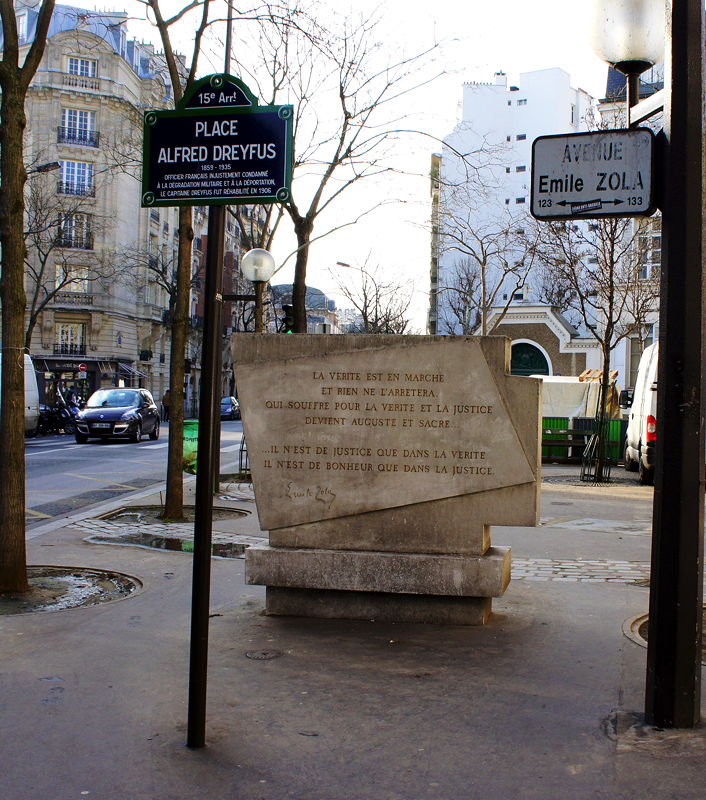 15e Arrt
PLACE
ALFRED DREYFUS
1859 - 1935
OFFICIER FRANÇAIS INJUSTEMENT CONDAMNÉ
À LA DÉGRADATION MILITAIRE ET À LA DÉPORTATION,
LE CAPITAINE DREYFUS FUT RÉHABILITÉ EN 1906
AVENUE
Emile ZOLA
123 133
LA VERITE EST EN MARCHE
ET RIEN NE L'ARRETERA.
QUI SOUFFRE POUR LA VERITE ET LA JUSTICE
DEVIENT AUGUSTE ET SACRE...
...IL N'EST DE JUSTICE QUE DANS LA VERITE
IL N'EST DE BONHEUR QUE DANS LA JUSTICE.
Emile Zola